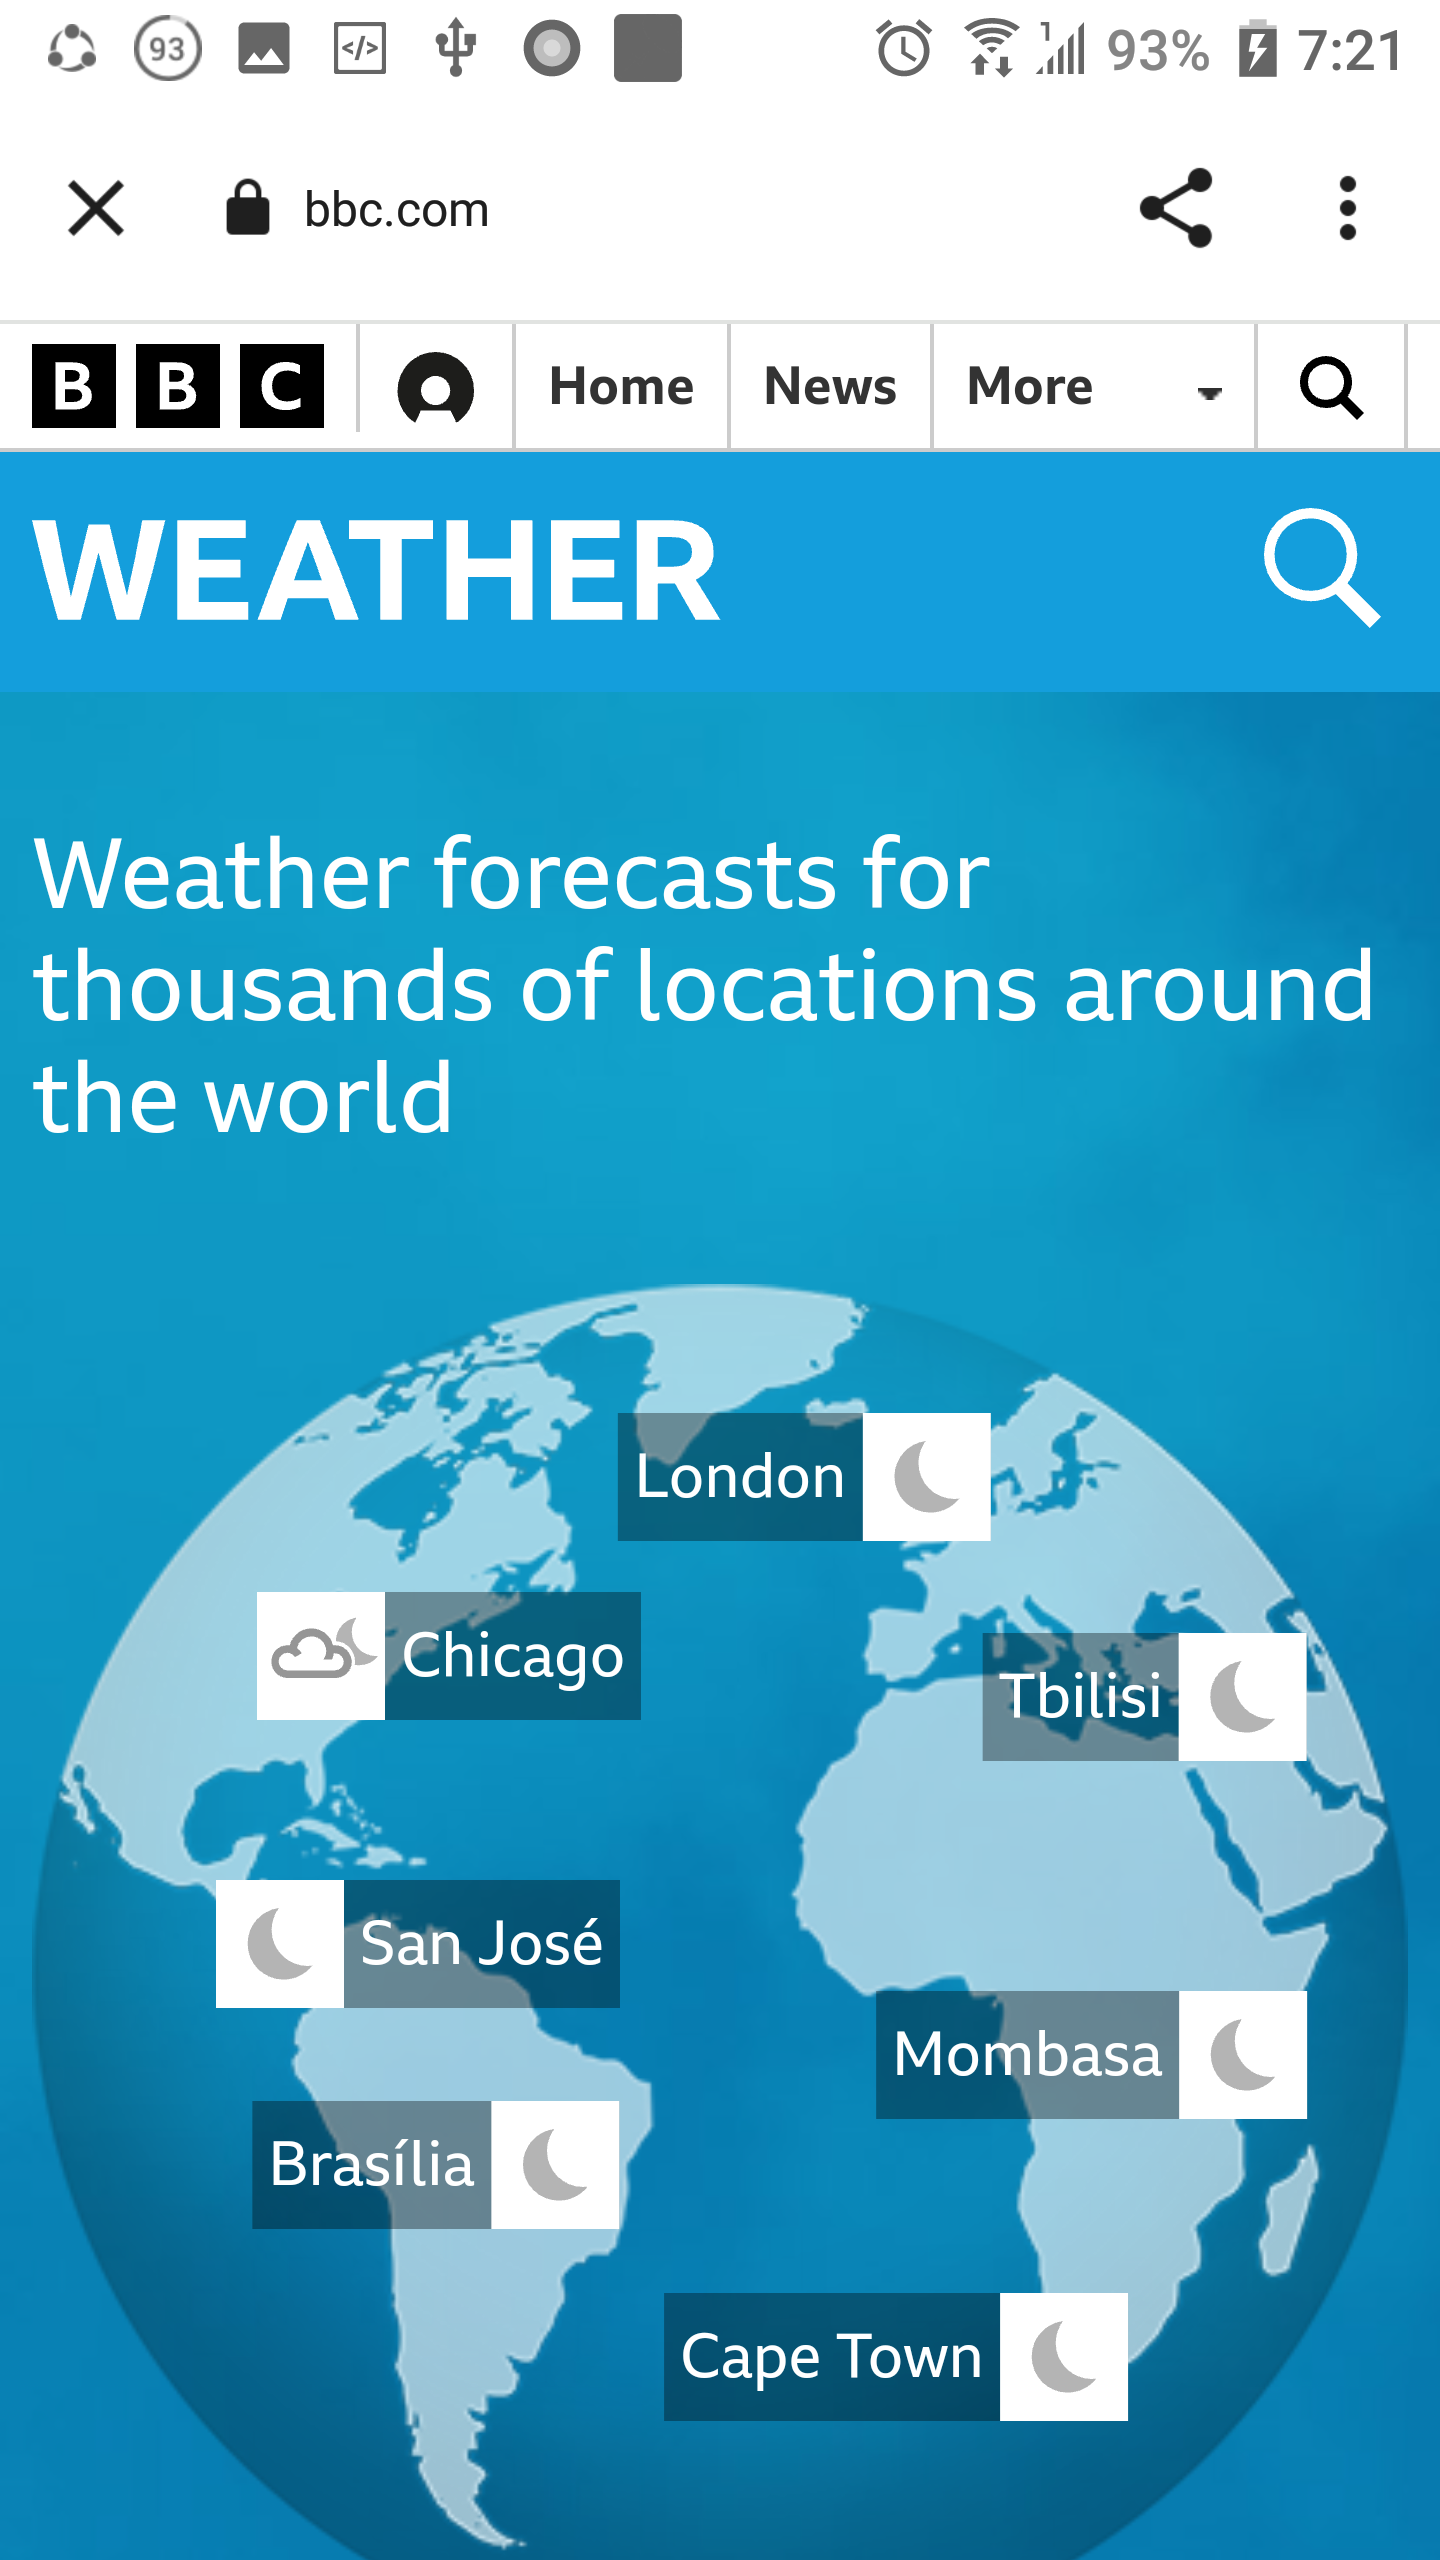 93
</>
1
93%
7:21
bbc.com
BBC
Home
News
More
WEATHER
Weather forecasts for
thousands of locations around
the world
London
Chicago
Tbilisi
San José
Mombasa
Brasília
Cape Town